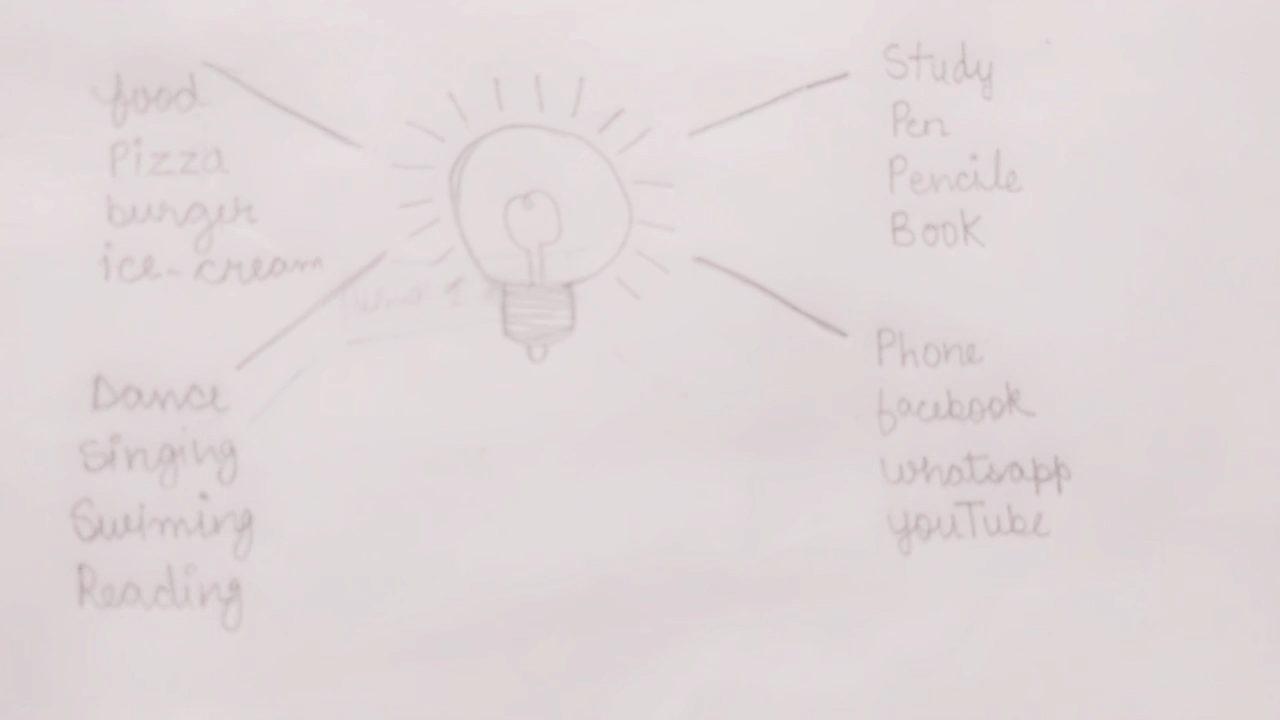 food
Pizza
burger
ice-cream
Study
Pen
Pencile
Book
Dance
Singing
Swiming
Reading
Phone
facebook
whatsapp
youTube